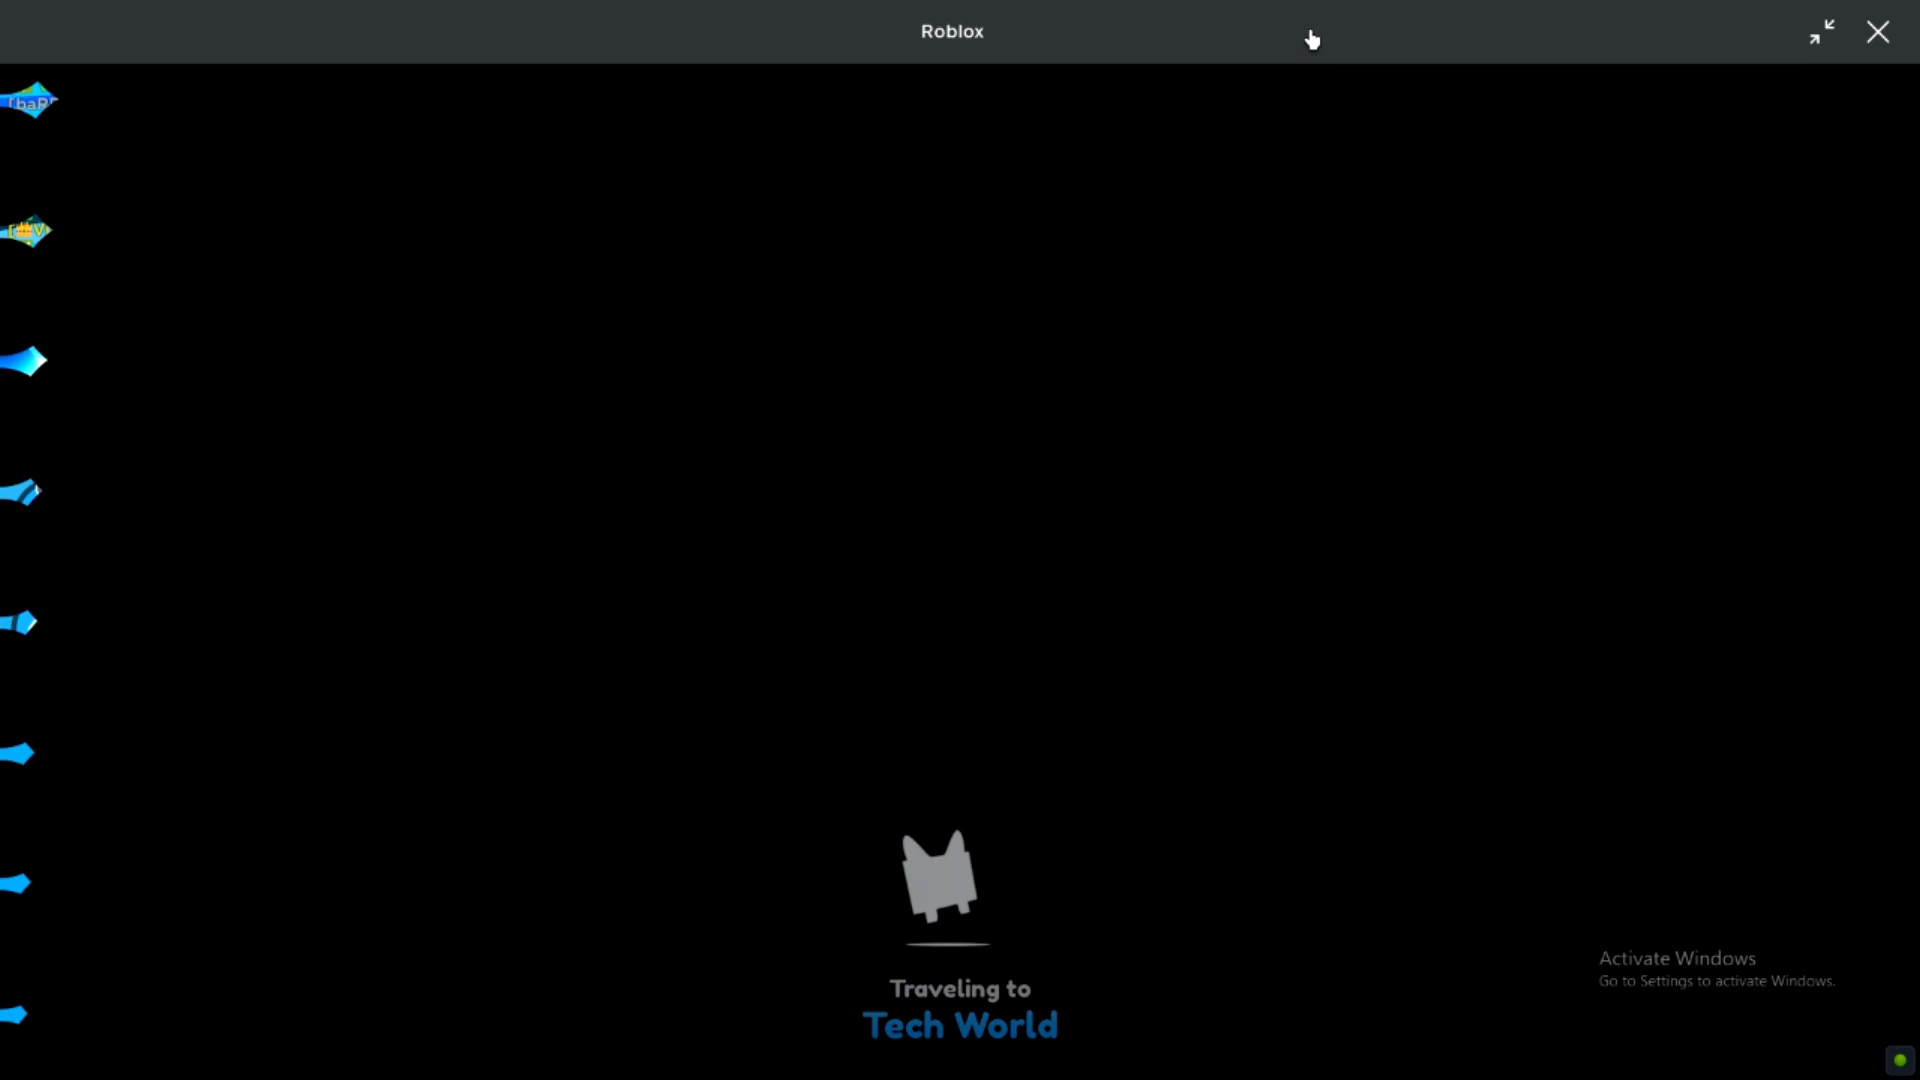 Roblox
Traveling to
Tech World
Activate Windows
Go to Settings to activate Windows.